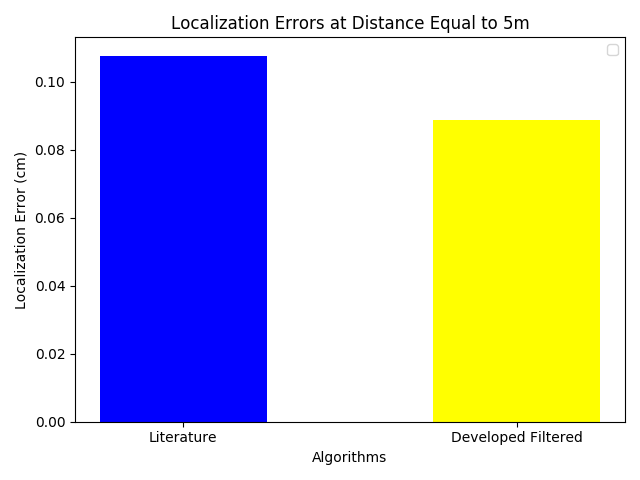 Localization Errors at Distance Equal to 5m
0.10
0.08
0.06
0.04
0.02
0.00
Localization Error (cm)
Literature
Developed Filtered
Algorithms